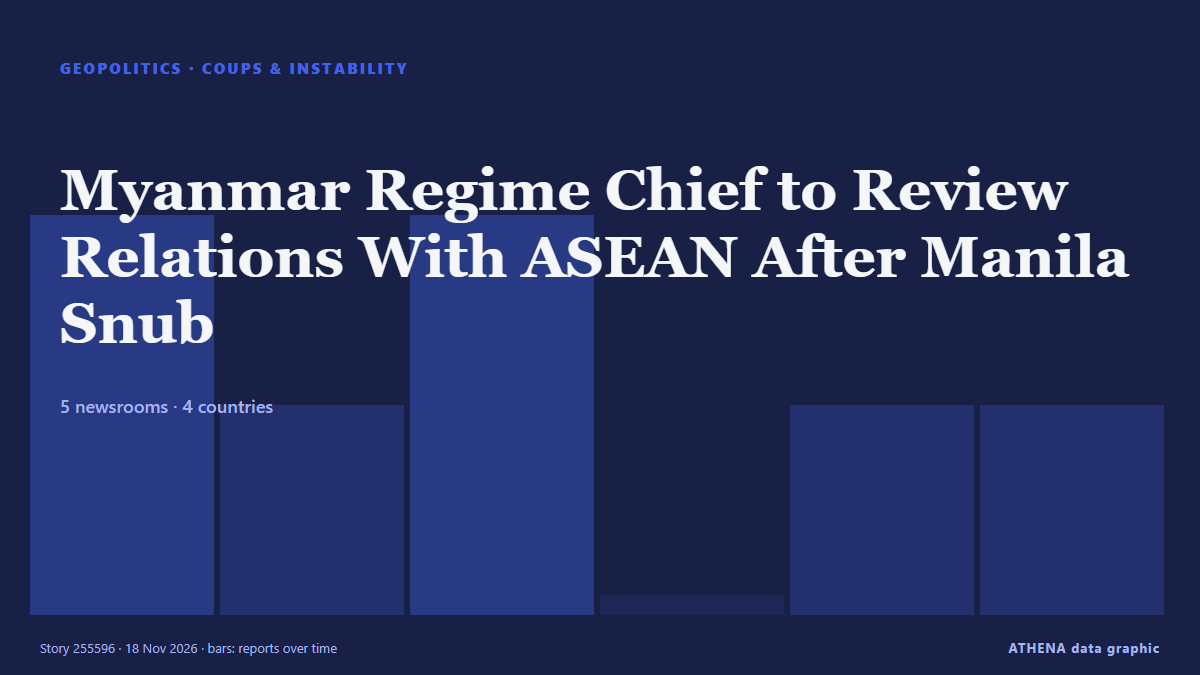 GEOPOLITICS · COUPS & INSTABILITY
Myanmar Regime Chief to Review
Relations With ASEAN After Manila
Snub
5 newsrooms · 4 countries
Story 255596 · 18 Nov 2026 · bars: reports over time
ATHENA data graphic